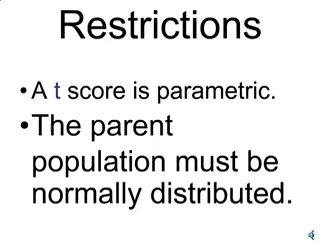 Restrictions
•A t score is parametric.
•The parent
population must be
normally distributed.